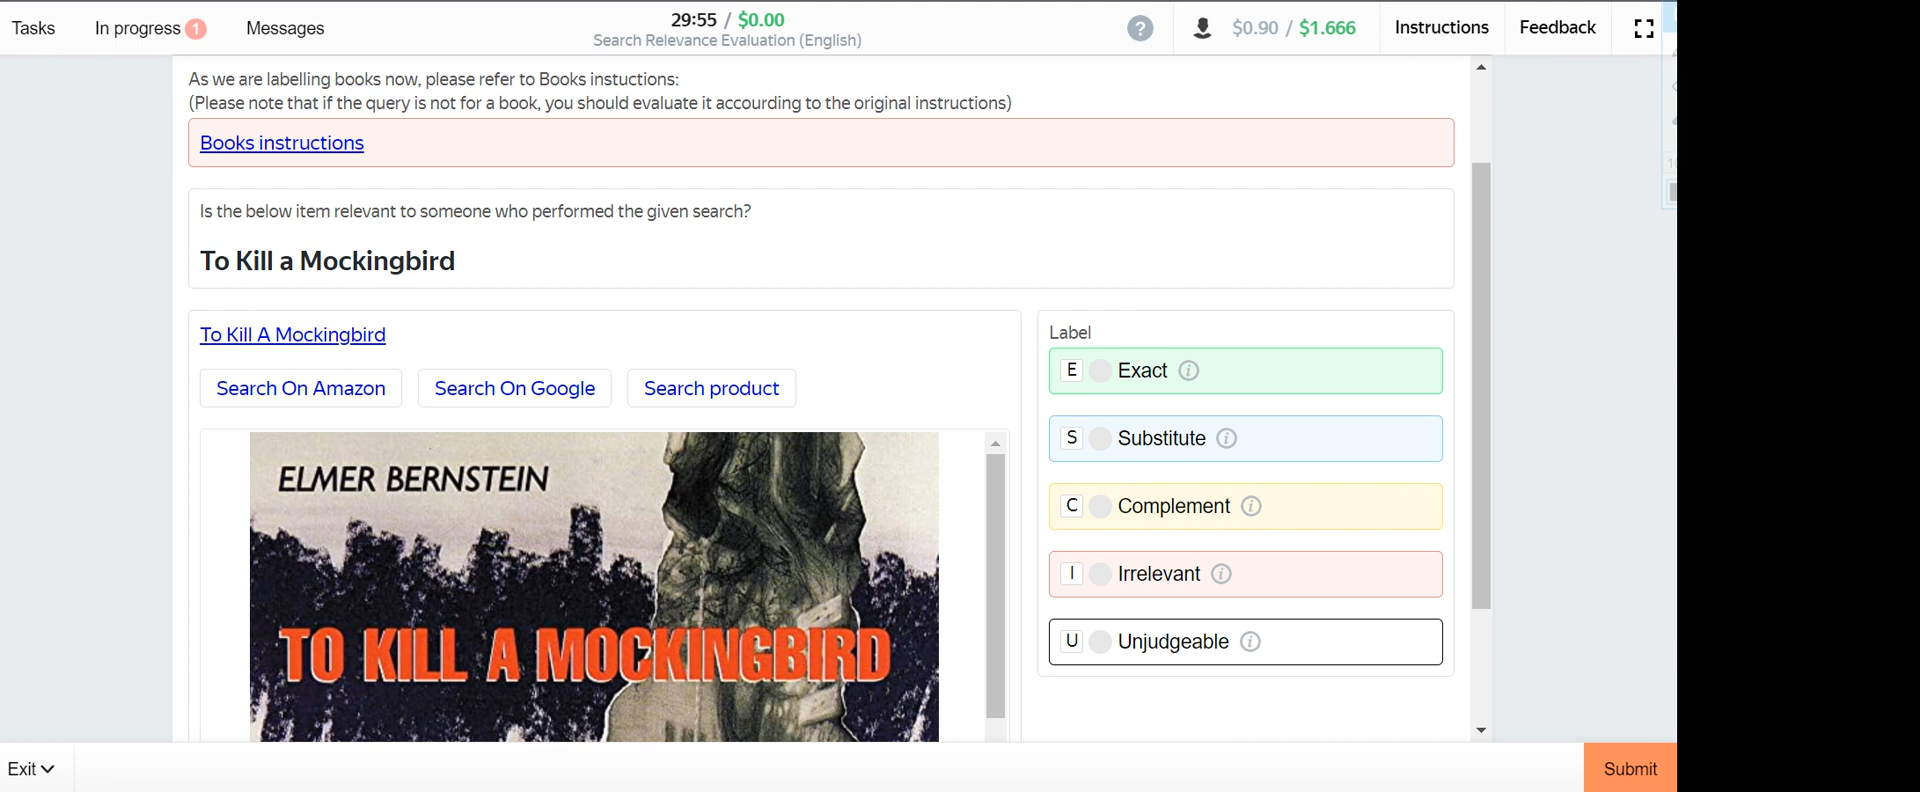 Tasks
In progress 1
Messages
29:55 / $0.00
Search Relevance Evaluation (English)
?
$0.90 / $1.666
Instructions
Feedback
As we are labelling books now, please refer to Books instuctions:
(Please note that if the query is not for a book, you should evaluate it accourding to the original instructions)
Books instructions
Is the below item relevant to someone who performed the given search?
To Kill a Mockingbird
To Kill A Mockingbird
Search On Amazon
Search On Google
Search product
ELMER BERNSTEIN
TO KILL A MOCKINGBIRD
Label
E Exact i
S Substitute i
C Complement i
I Irrelevant i
U Unjudgeable i
Exit
Submit